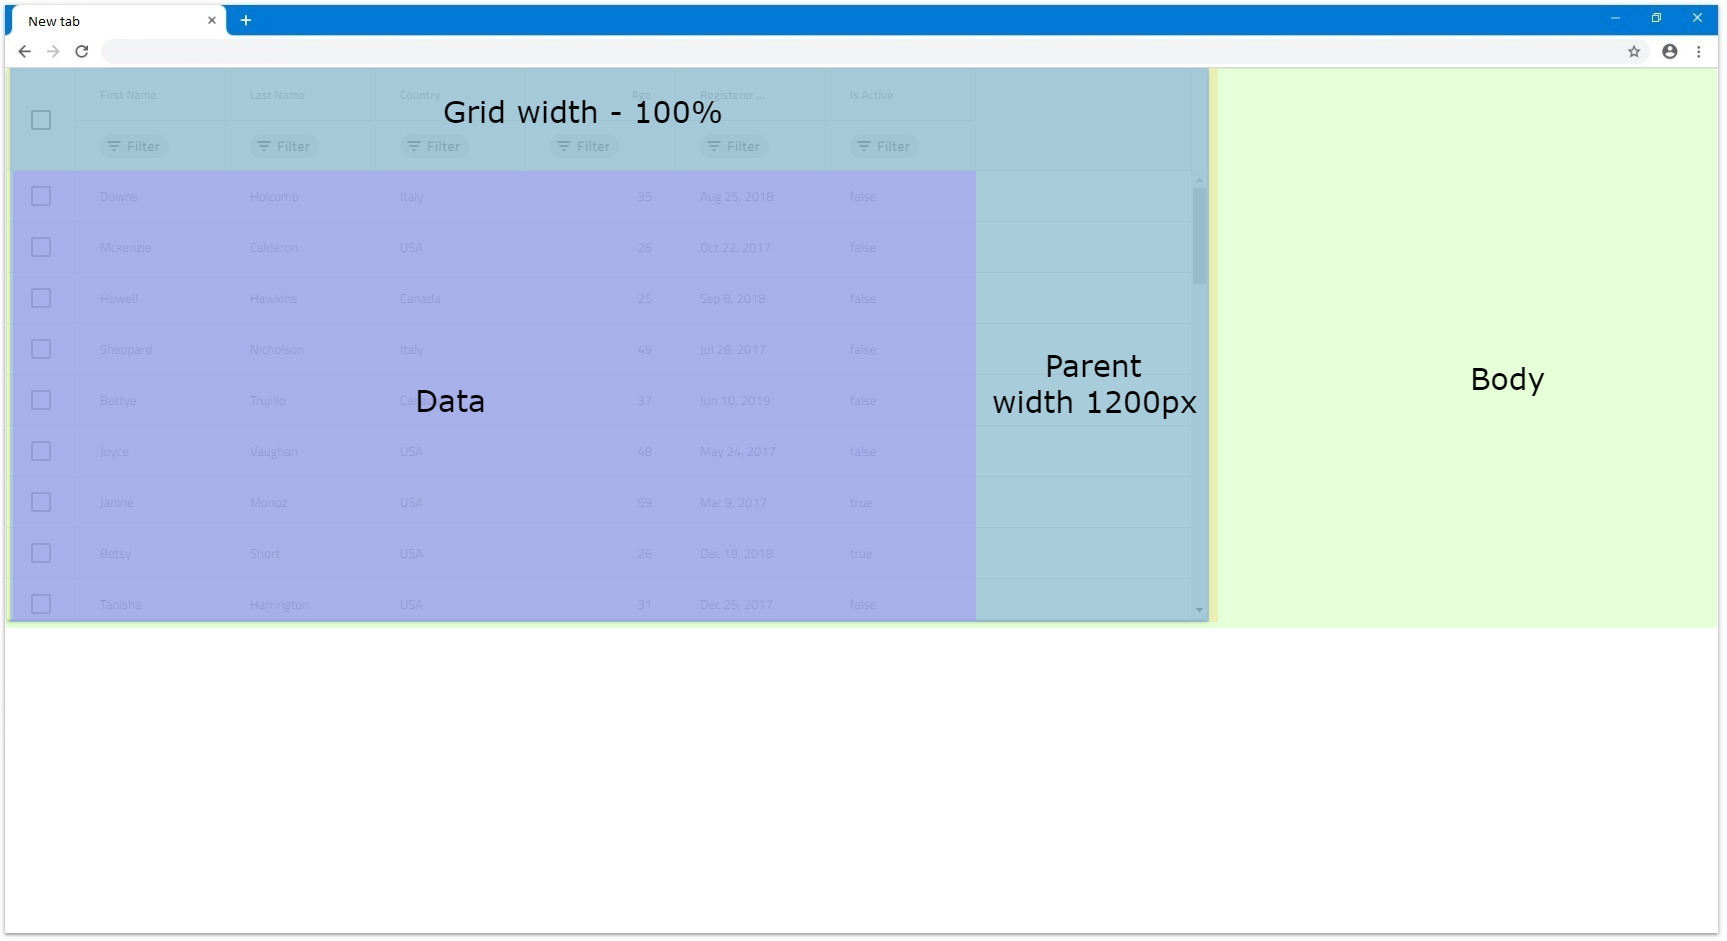 New tab
First Name Last Name Country Age Registerer ... Is Active
Grid width - 100%
Filter Filter Filter Filter Filter Filter
Downs Holcomb Italy 35 Aug 25, 2018 false
Mckenzie Calderon USA 26 Oct 22, 2017 false
Howell Hawkins Canada 25 Sep 8, 2018 false
Sheppard Nicholson Italy 49 Jul 28, 2017 false
Parent
width 1200px
Body
Bettye Trujillo 37 Jun 10, 2019 false
Data
Joyce Vaughan USA 48 May 24, 2017 false
Janine Munoz USA 59 Mar 9, 2017 true
Betsy Short USA 26 Dec 19, 2018 true
Tanisha Harrington USA 31 Dec 25, 2017 false